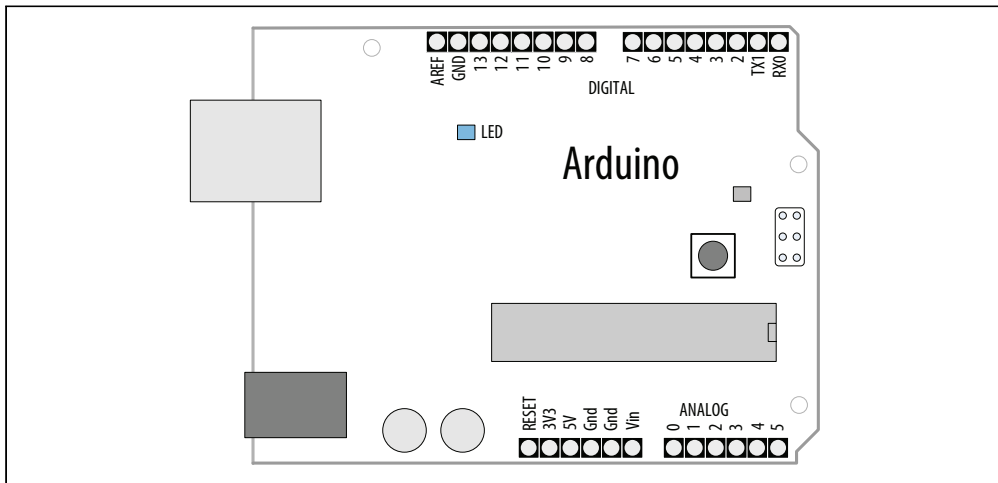 AREF GND 13 12 11 10 9 8 7 6 5 4 3 2 TX1 RX0
DIGITAL
LED
Arduino
RESET 3V3 5V Gnd Gnd Vin
ANALOG
0 1 2 3 4 5